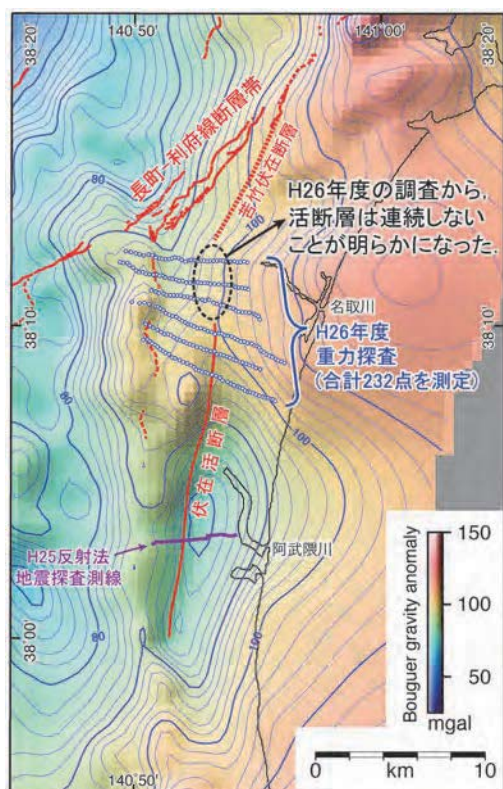 140°50'
141°00'
38°20'
38°20'
長町-利府線断層帯
苦竹伏在断層
80
100
H26年度の調査から,
活断層は連続しない
ことが明らかになった.
名取川
38°10'
38°10'
H26年度
重力探査
(合計232点を測定)
80
100
伏在活断層
H25反射法
地震探査測線
阿武隈川
38°00'
80
100
Bouguer gravity anomaly
150
100
50
mgal
0
10
km
140°50'